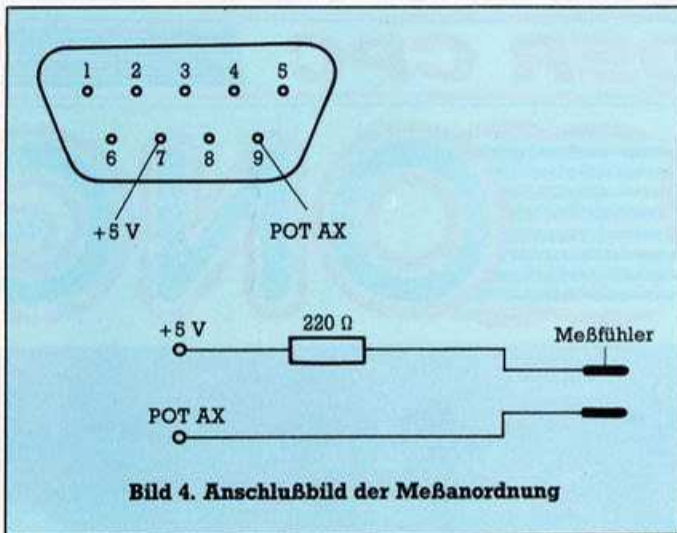 1 2 3 4 5
6 7 8 9
+5 V POT AX
+5 V 220 Ω Meßfühler
POT AX
Bild 4. Anschlußbild der Meßanordnung